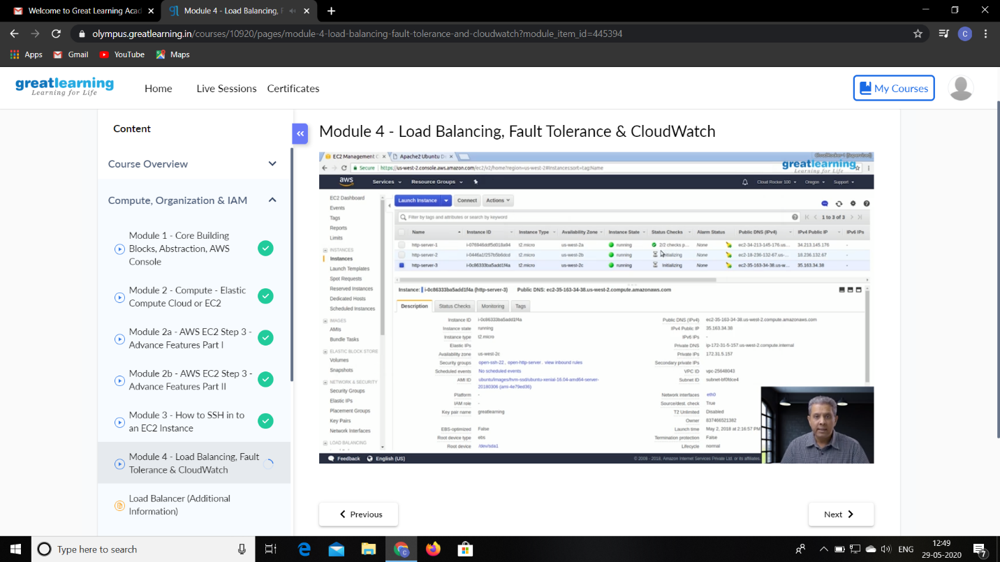 Welcome to Great Learning Acad
Module 4 - Load Balancing, F
olympus.greatlearning.in/courses/10920/pages/module-4-load-balancing-fault-tolerance-and-cloudwatch?module_item_id=445394
C
Apps Gmail YouTube Maps
greatlearning
Learning for Life
Home Live Sessions Certificates
My Courses
Content
Course Overview
Compute, Organization & IAM
Module 1 - Core Building
Blocks, Abstraction, AWS
Console
Module 2 - Compute - Elastic
Compute Cloud or EC2
Module 2a - AWS EC2 Step 3 -
Advance Features Part I
Module 2b - AWS EC2 Step 3 -
Advance Features Part II
Module 3 - How to SSH in to
an EC2 Instance
Module 4 - Load Balancing, Fault
Tolerance & CloudWatch
Load Balancer (Additional
Information)
Module 4 - Load Balancing, Fault Tolerance & CloudWatch
EC2 Management C Apache2 Ubuntu D
Secure https://us-west-2.console.aws.amazon.com/ec2/v2/home?region=us-west-2#Instances:sort=tag:Name
greatlearning
Learning for Life
aws Services Resource Groups Cloud Rocker 100 Oregon Support
EC2 Dashboard
Events
Tags
Reports
Limits
INSTANCES
Instances
Launch Templates
Spot Requests
Reserved Instances
Dedicated Hosts
Scheduled Instances
IMAGES
AMIs
Bundle Tasks
ELASTIC BLOCK STORE
Volumes
Snapshots
NETWORK & SECURITY
Security Groups
Elastic IPs
Placement Groups
Key Pairs
Network Interfaces
LOAD BALANCING
Launch Instance Connect Actions
Filter by tags and attributes or search by keyword 1 to 3 of 3
Name Instance ID Instance Type Availability Zone Instance State Status Checks Alarm Status Public DNS (IPv4) IPv4 Public IP IPv6 IPs
http-server-1 i-076946ddf5d018a94 t2.micro us-west-2a running 2/2 checks p... None ec2-34-213-145-176.us... 34.213.145.176 -
http-server-2 i-0446a1f257b5b6dcd t2.micro us-west-2b running Initializing None ec2-18-236-132-67.us-... 18.236.132.67 -
http-server-3 i-0c86333ba5add1f4a t2.micro us-west-2c running Initializing None ec2-35-163-34-38.us-w... 35.163.34.38 -
Instance: i-0c86333ba5add1f4a (http-server-3) Public DNS: ec2-35-163-34-38.us-west-2.compute.amazonaws.com
Description Status Checks Monitoring Tags
Instance ID i-0c86333ba5add1f4a Public DNS (IPv4) ec2-35-163-34-38.us-west-2.compute.amazonaws.com
Instance state running IPv4 Public IP 35.163.34.38
Instance type t2.micro IPv6 IPs -
Elastic IPs Private DNS ip-172-31-5-157.us-west-2.compute.internal
Availability zone us-west-2c Private IPs 172.31.5.157
Security groups open-ssh-22 , open-http-server . view inbound rules Secondary private IPs
Scheduled events No scheduled events VPC ID vpc-25648043
AMI ID ubuntu/images/hvm-ssd/ubuntu-xenial-16.04-amd64-server- Subnet ID subnet-bf0fdce4
20180306 (ami-4e79ed36)
Platform - Network interfaces eth0
IAM role - Source/dest. check True
Key pair name greatlearning T2 Unlimited Disabled
Owner 837466521382
EBS-optimized False Launch time May 2, 2018 at 2:16:57 PM
Root device type ebs Termination protection False
Root device /dev/sda1 Lifecycle normal
Feedback English (US) © 2008 - 2018, Amazon Internet Services Private Ltd. or its affiliates.
Previous Next
Type here to search
ENG
12:49
29-05-2020
7